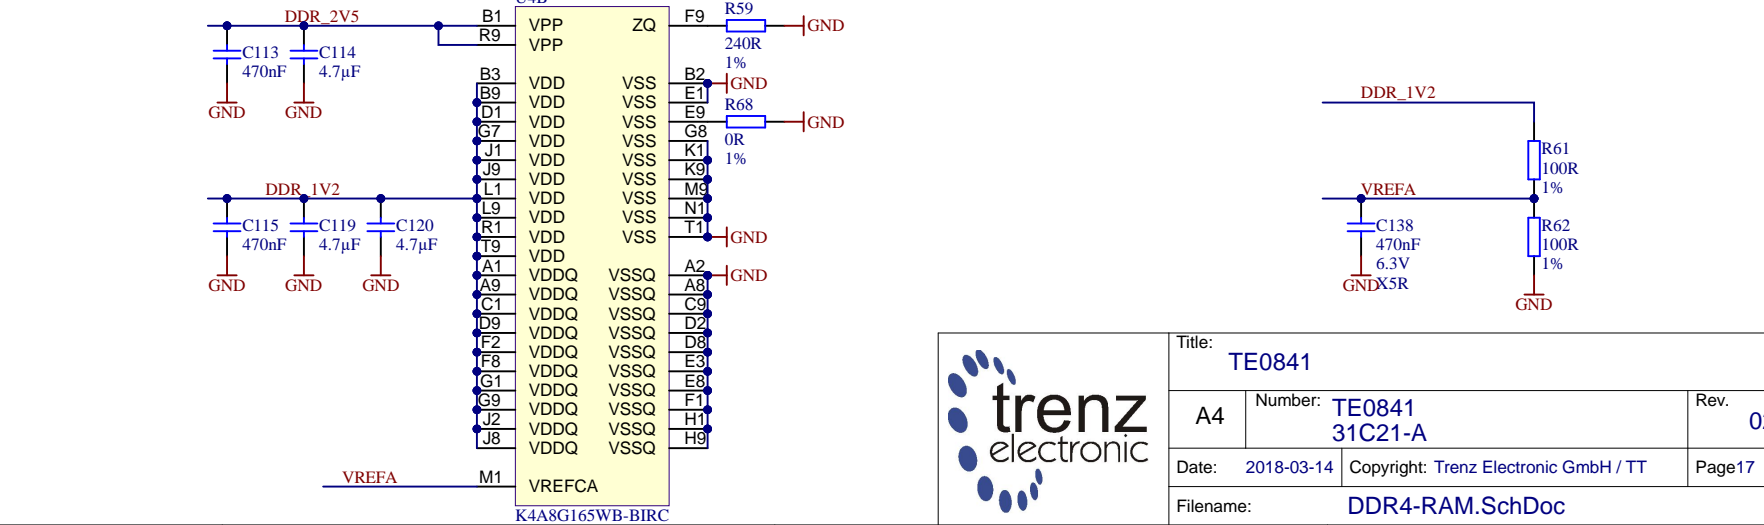 DDR_2V5
C113
470nF
C114
4.7µF
GND
GND
DDR_1V2
C115
470nF
C119
4.7µF
C120
4.7µF
GND
GND
GND
VREFA
B1 VPP
R9 VPP
B3 VDD
B9 VDD
D1 VDD
G7 VDD
J1 VDD
J9 VDD
L1 VDD
L9 VDD
R1 VDD
T9 VDD
A1 VDDQ
A9 VDDQ
C1 VDDQ
D9 VDDQ
F2 VDDQ
F8 VDDQ
G1 VDDQ
G9 VDDQ
J2 VDDQ
J8 VDDQ
M1 VREFCA
ZQ F9
VSS B2
VSS E1
VSS E9
VSS G8
VSS K1
VSS K9
VSS M9
VSS N1
VSS T1
VSSQ A2
VSSQ A8
VSSQ C9
VSSQ D2
VSSQ D8
VSSQ E3
VSSQ E8
VSSQ F1
VSSQ H1
VSSQ H9
K4A8G165WB-BIRC
R59
240R
1%
GND
GND
R68
0R
1%
GND
GND
GND
DDR_1V2
R61
100R
1%
VREFA
C138
470nF
6.3V
X5R
GND
R62
100R
1%
GND
trenz
electronic
Title:
TE0841
A4
Number: TE0841
31C21-A
Rev.
Date: 2018-03-14
Copyright: Trenz Electronic GmbH / TT
Page17
Filename: DDR4-RAM.SchDoc